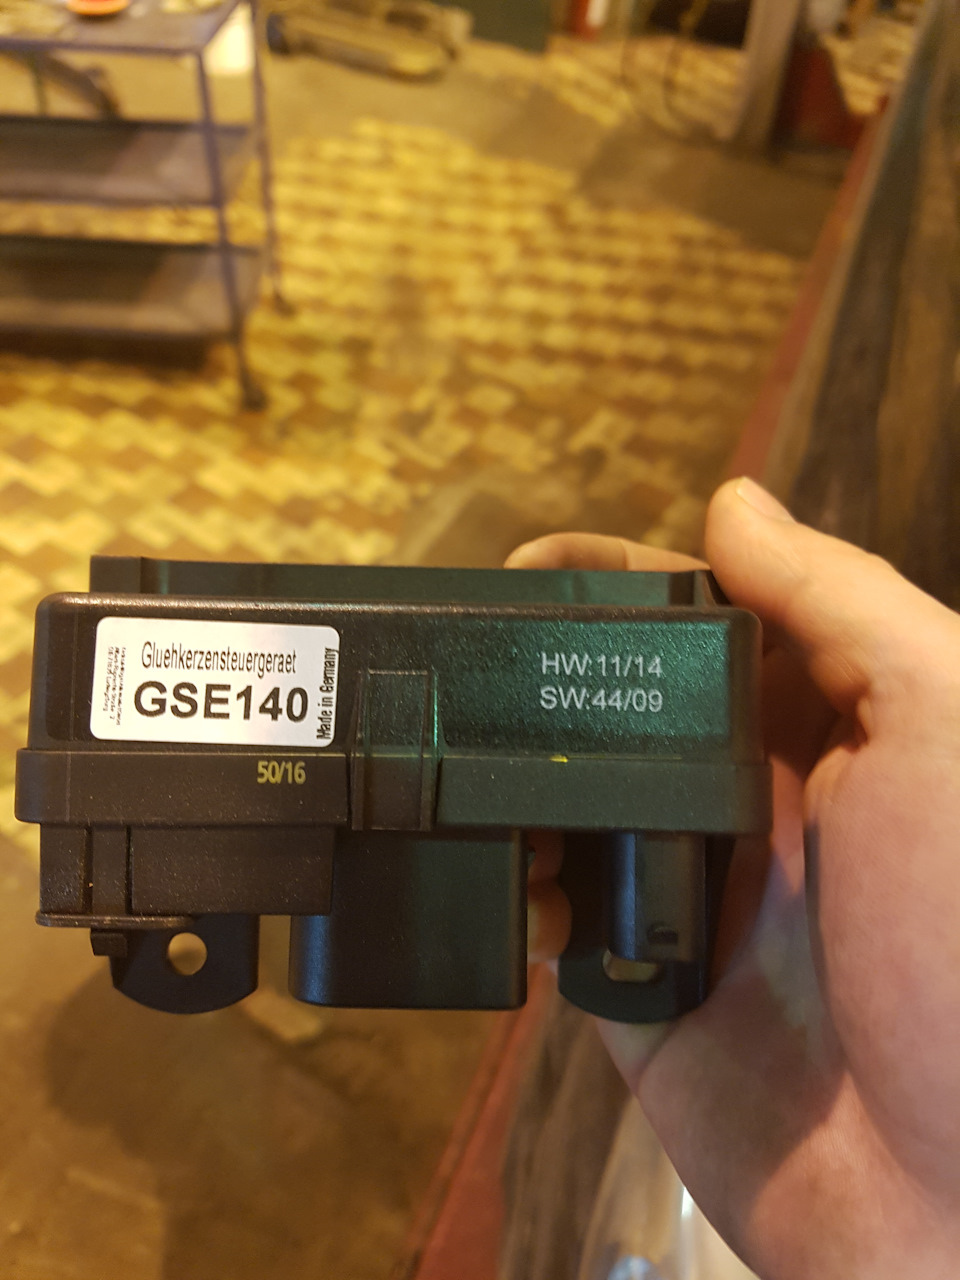 Gluehkerzensteuergeraet
GSE140
Made in Germany
HW:11/14
SW:44/09
50/16